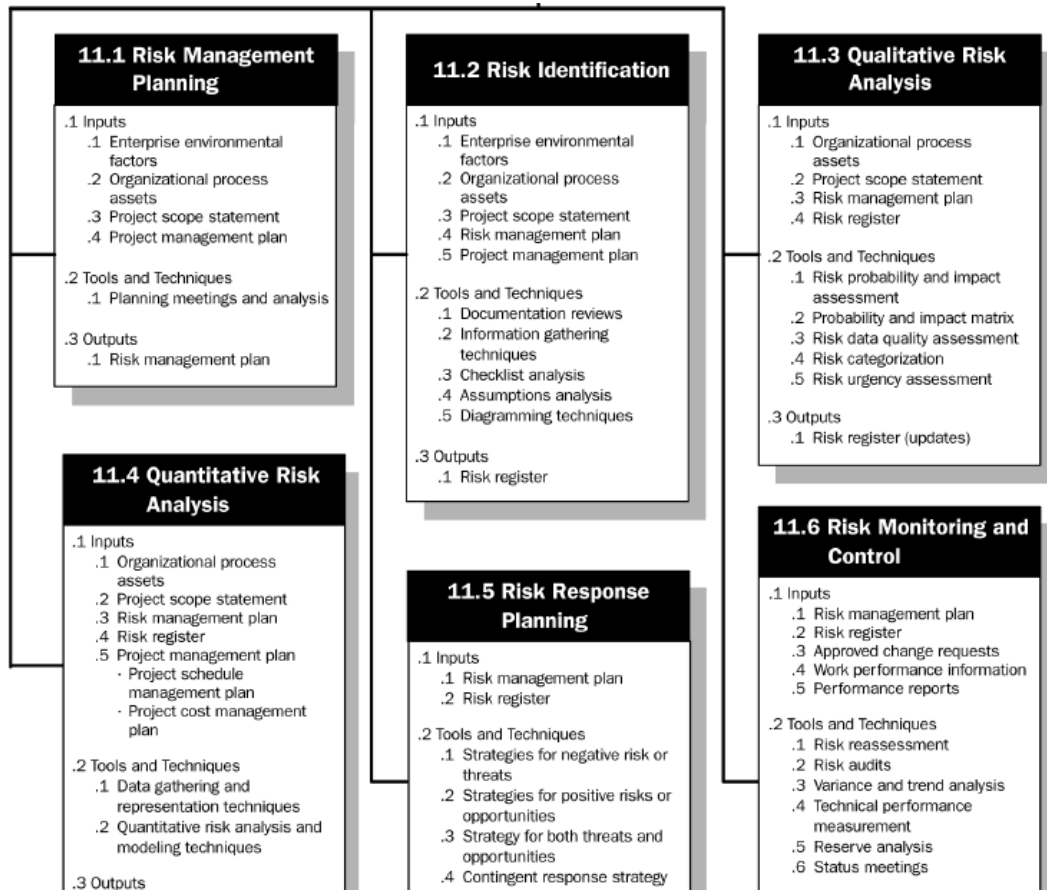 11.1 Risk Management
Planning
.1 Inputs
.1 Enterprise environmental
factors
.2 Organizational process
assets
.3 Project scope statement
.4 Project management plan
.2 Tools and Techniques
.1 Planning meetings and analysis
.3 Outputs
.1 Risk management plan
11.2 Risk Identification
.1 Inputs
.1 Enterprise environmental
factors
.2 Organizational process
assets
.3 Project scope statement
.4 Risk management plan
.5 Project management plan
.2 Tools and Techniques
.1 Documentation reviews
.2 Information gathering
techniques
.3 Checklist analysis
.4 Assumptions analysis
.5 Diagramming techniques
.3 Outputs
.1 Risk register
11.3 Qualitative Risk
Analysis
.1 Inputs
.1 Organizational process
assets
.2 Project scope statement
.3 Risk management plan
.4 Risk register
.2 Tools and Techniques
.1 Risk probability and impact
assessment
.2 Probability and impact matrix
.3 Risk data quality assessment
.4 Risk categorization
.5 Risk urgency assessment
.3 Outputs
.1 Risk register (updates)
11.4 Quantitative Risk
Analysis
.1 Inputs
.1 Organizational process
assets
.2 Project scope statement
.3 Risk management plan
.4 Risk register
.5 Project management plan
· Project schedule
management plan
· Project cost management
plan
.2 Tools and Techniques
.1 Data gathering and
representation techniques
.2 Quantitative risk analysis and
modeling techniques
.3 Outputs
11.5 Risk Response
Planning
.1 Inputs
.1 Risk management plan
.2 Risk register
.2 Tools and Techniques
.1 Strategies for negative risk or
threats
.2 Strategies for positive risks or
opportunities
.3 Strategy for both threats and
opportunities
.4 Contingent response strategy
11.6 Risk Monitoring and
Control
.1 Inputs
.1 Risk management plan
.2 Risk register
.3 Approved change requests
.4 Work performance information
.5 Performance reports
.2 Tools and Techniques
.1 Risk reassessment
.2 Risk audits
.3 Variance and trend analysis
.4 Technical performance
measurement
.5 Reserve analysis
.6 Status meetings